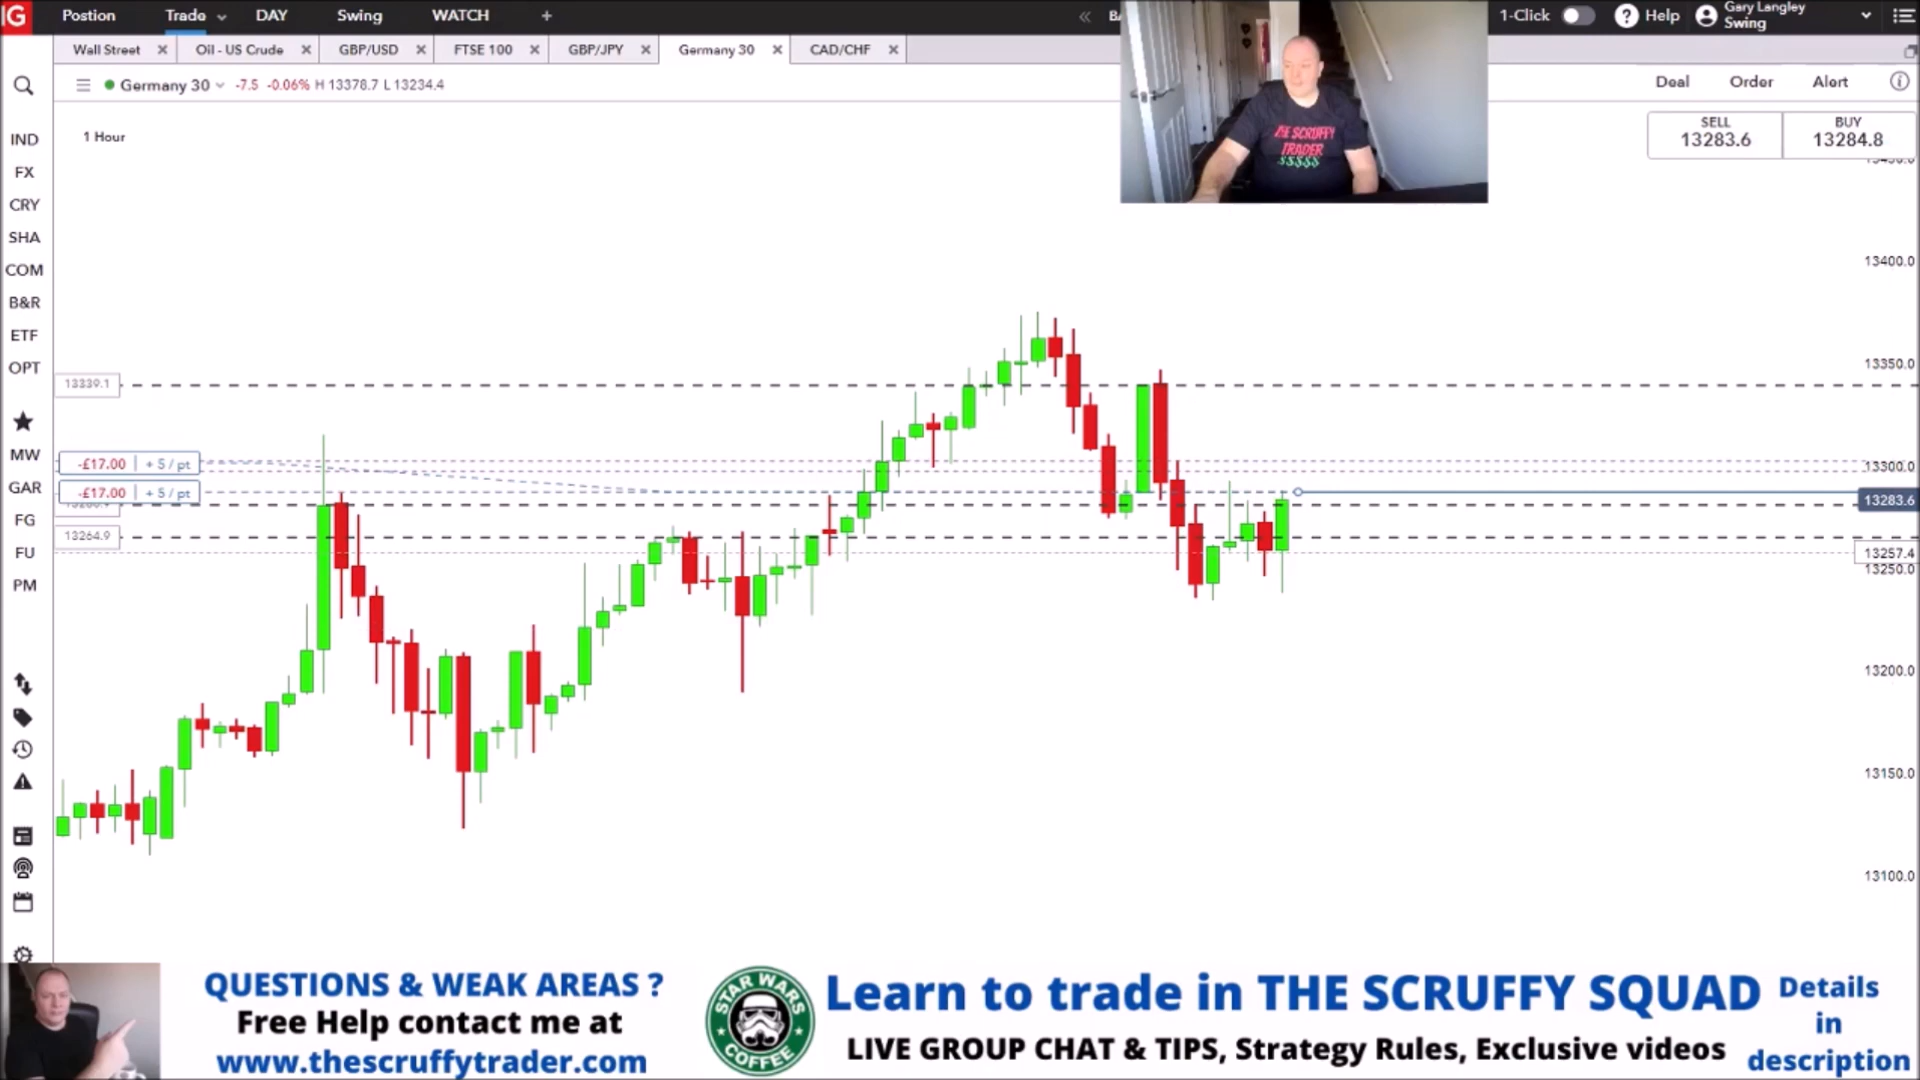 IG Postion Trade DAY Swing WATCH + 1-Click Help Gary Langley
Swing
Wall Street Oil - US Crude GBP/USD FTSE 100 GBP/JPY Germany 30 CAD/CHF
Germany 30 -7.5 -0.06% H 13378.7 L 13234.4
Deal Order Alert
1 Hour
SELL
13283.6
BUY
13284.8
IND
FX
CRY
SHA
COM
B&R
ETF
OPT
MW
GAR
FG
FU
PM
THE SCRUFFY
TRADER
$$$$$
13339.1
-£17.00 + 5 / pt
-£17.00 + 5 / pt
13264.9
13400.0
13350.0
13300.0
13283.6
13257.4
13250.0
13200.0
13150.0
13100.0
QUESTIONS & WEAK AREAS ?
Free Help contact me at
www.thescruffytrader.com
STAR WARS
COFFEE
Learn to trade in THE SCRUFFY SQUAD
LIVE GROUP CHAT & TIPS, Strategy Rules, Exclusive videos
Details
in
description